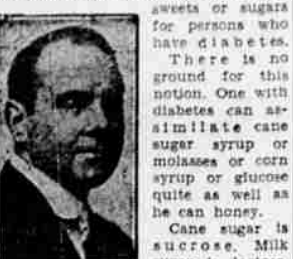 sweets or sugars
for persons who
have diabetes.
There is no
ground for this
notion. One with
diabetes can as-
similate cane
sugar syrup or
molasses or corn
syrup or glucose
quite as well as
he can honey.
Cane sugar is
sucrose. Milk